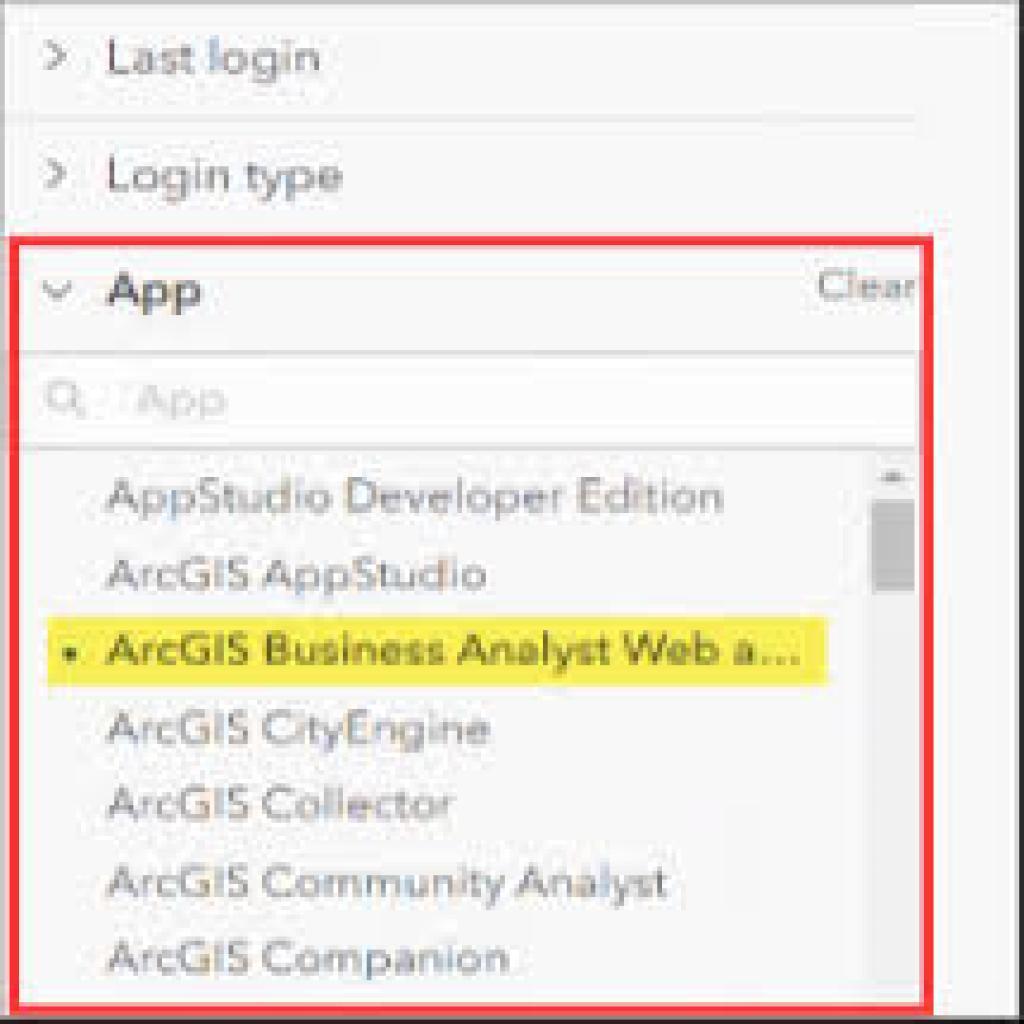 Last login
Login type
App
Clear
App
AppStudio Developer Edition
ArcGIS AppStudio
• ArcGIS Business Analyst Web a...
ArcGIS CityEngine
ArcGIS Collector
ArcGIS Community Analyst
ArcGIS Companion